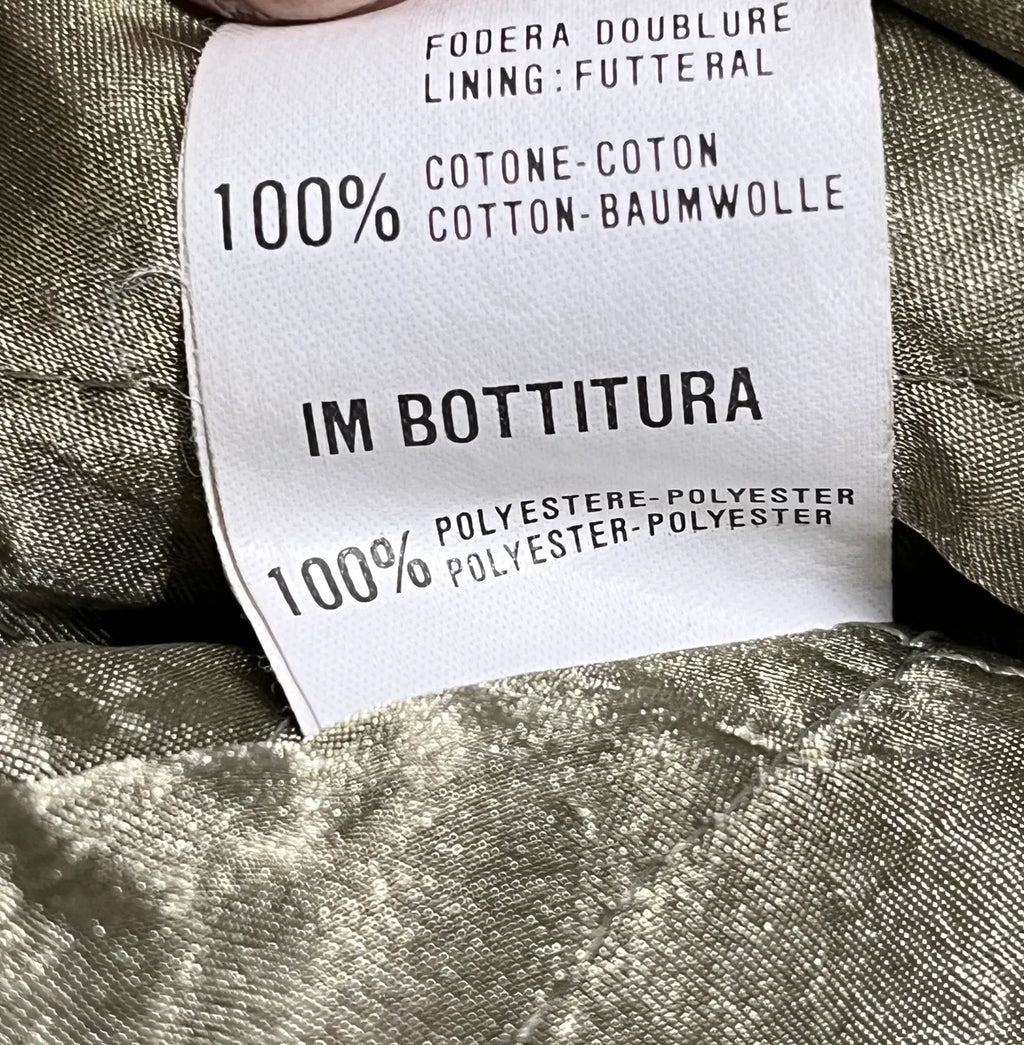 FODERA DOUBLURE
LINING: FUTTERAL
100% COTONE-COTON
COTTON-BAUMWOLLE
IM BOTTITURA
100% POLYESTERE-POLYESTER
POLYESTER-POLYESTER